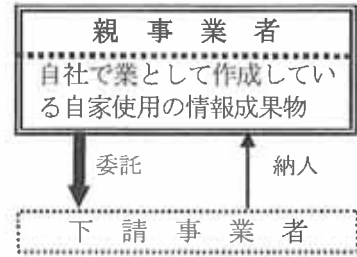 親事業者
自社で業として作成してい
る自家使用の情報成果物
委託
納入
下請事業者